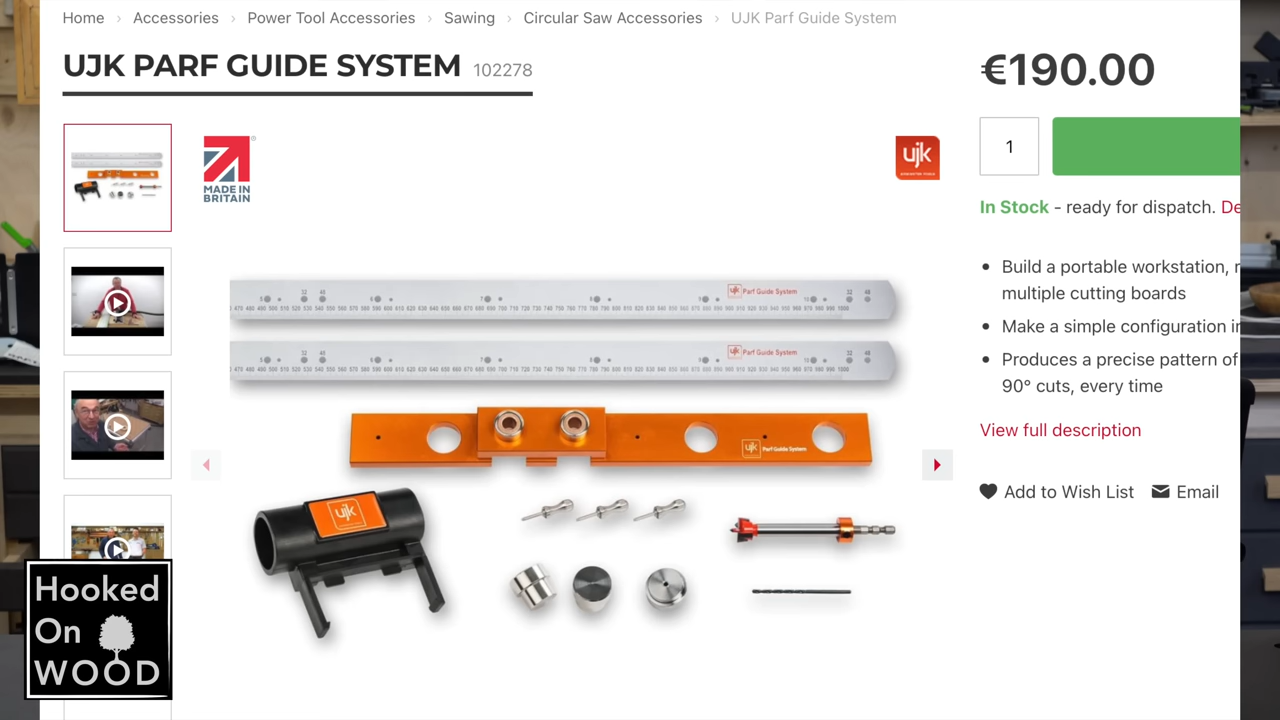 Home › Accessories › Power Tool Accessories › Sawing › Circular Saw Accessories › UJK Parf Guide System
UJK PARF GUIDE SYSTEM 102278
€190.00
1
MADE IN
BRITAIN
ujk
In Stock - ready for dispatch.
Build a portable workstation,
multiple cutting boards
Make a simple configuration
Produces a precise pattern of
90° cuts, every time
View full description
Add to Wish List
Email
ujk Parf Guide System
ujk Parf Guide System
ujk Parf Guide System
ujk
Hooked
On
WOOD